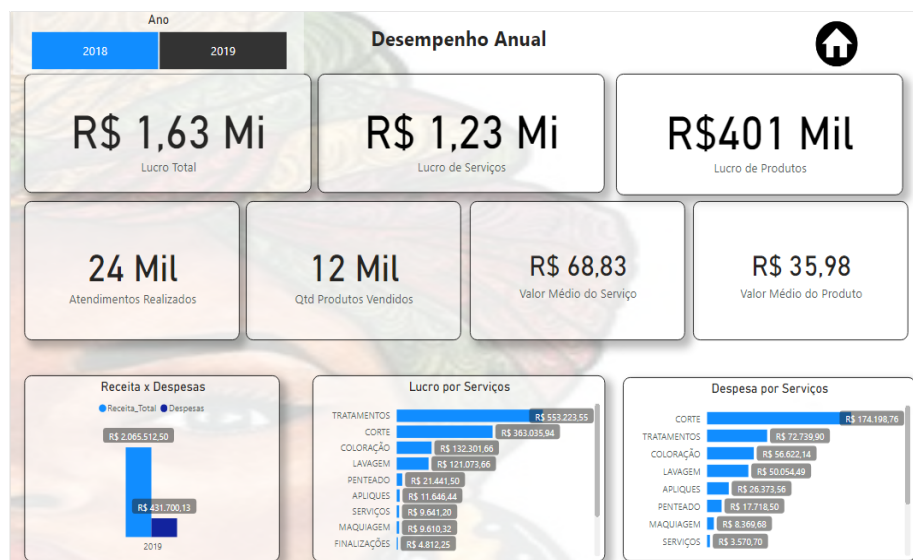 Ano
2018 2019
Desempenho Anual
R$ 1,63 Mi
Lucro Total
R$ 1,23 Mi
Lucro de Serviços
R$401 Mil
Lucro de Produtos
24 Mil
Atendimentos Realizados
12 Mil
Qtd Produtos Vendidos
R$ 68,83
Valor Médio do Serviço
R$ 35,98
Valor Médio do Produto
Receita x Despesas
Receita_Total Despesas
R$ 2.065.512,50
R$ 431.700,13
2019
Lucro por Serviços
TRATAMENTOS R$ 553.223,55
CORTE R$ 363.035,94
COLORAÇÃO R$ 132.301,66
LAVAGEM R$ 121.073,66
PENTEADO R$ 21.441,50
APLIQUES R$ 11.646,44
SERVIÇOS R$ 9.641,20
MAQUIAGEM R$ 9.610,32
FINALIZAÇÕES R$ 4.812,25
Despesa por Serviços
CORTE R$ 174.198,76
TRATAMENTOS R$ 72.739,90
COLORAÇÃO R$ 56.622,14
LAVAGEM R$ 50.054,49
APLIQUES R$ 26.373,56
PENTEADO R$ 17.718,50
MAQUIAGEM R$ 8.369,68
SERVIÇOS R$ 3.570,70